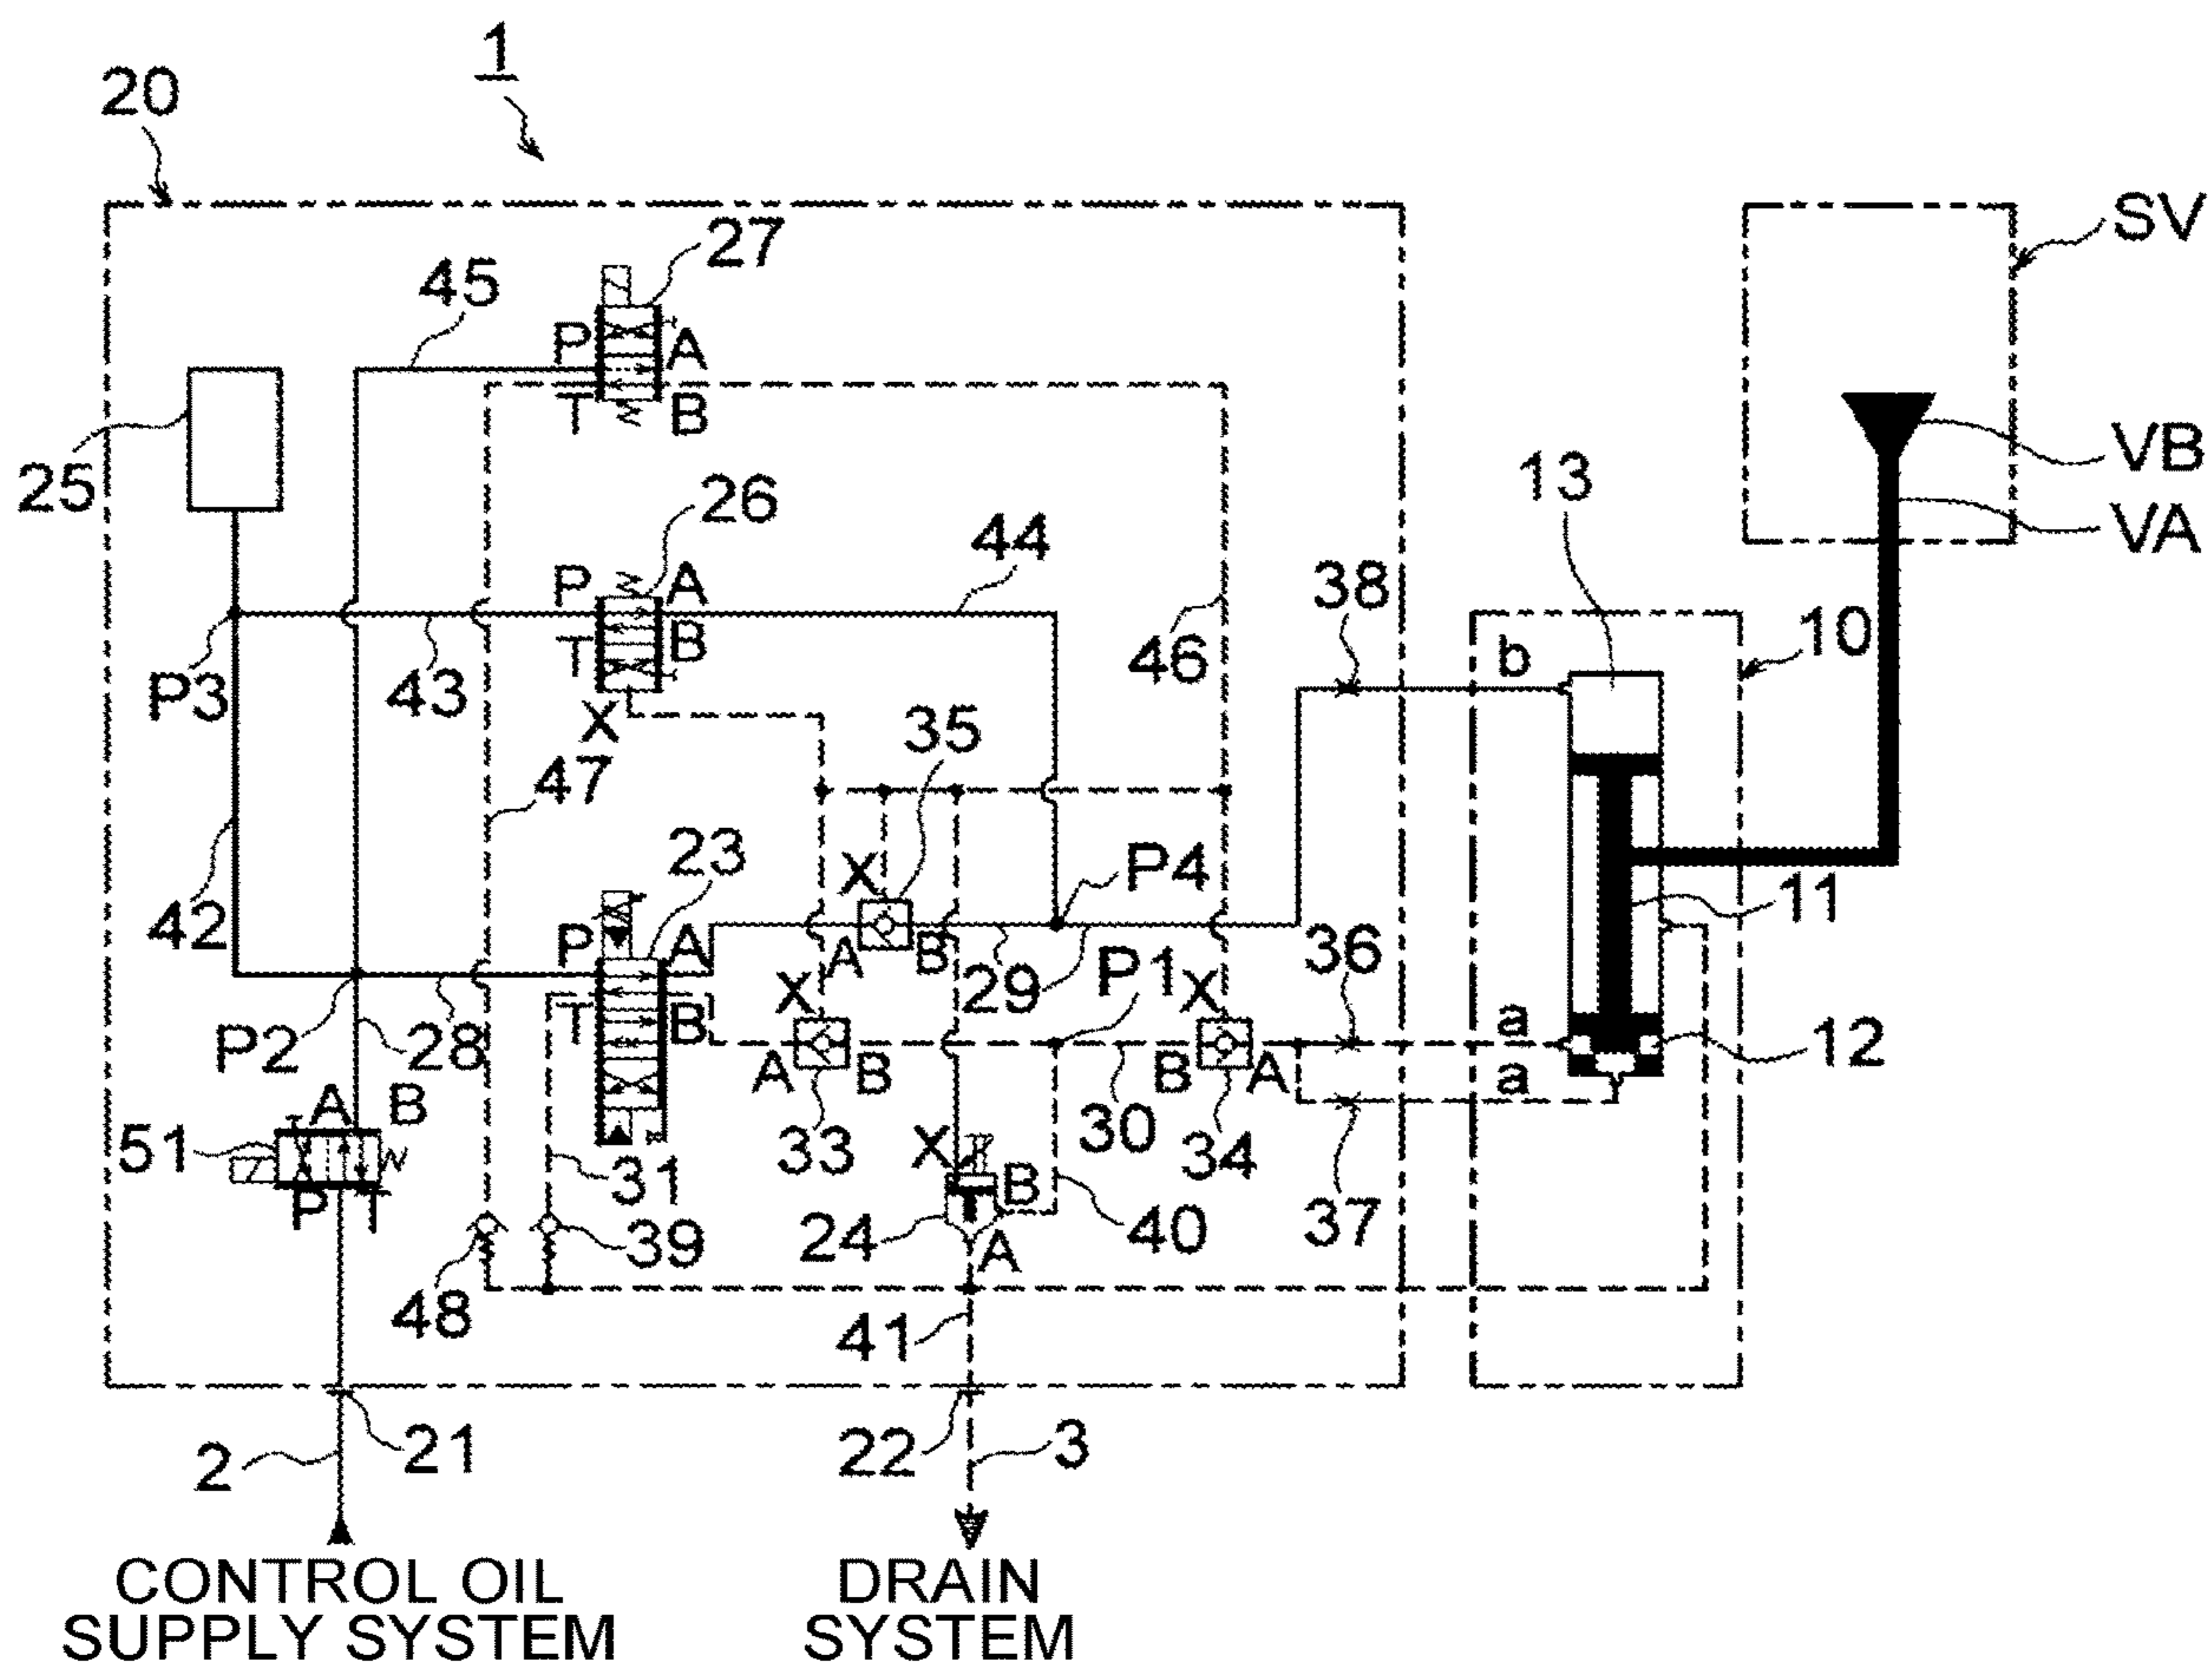 1
20
27
SV
45
P
A
T
B
25
VB
VA
13
26
44
38
P
A
T
B
X
46
b
10
P3
43
35
47
23
P4
X
11
42
P
A
A
B
29
P1
36
X
X
T
B
a
12
P2
28
A
B
B
A
a
51
A
B
33
30
34
37
P
T
31
X
B
24
40
39
A
48
41
21
22
2
3
CONTROL OIL
SUPPLY SYSTEM
DRAIN
SYSTEM